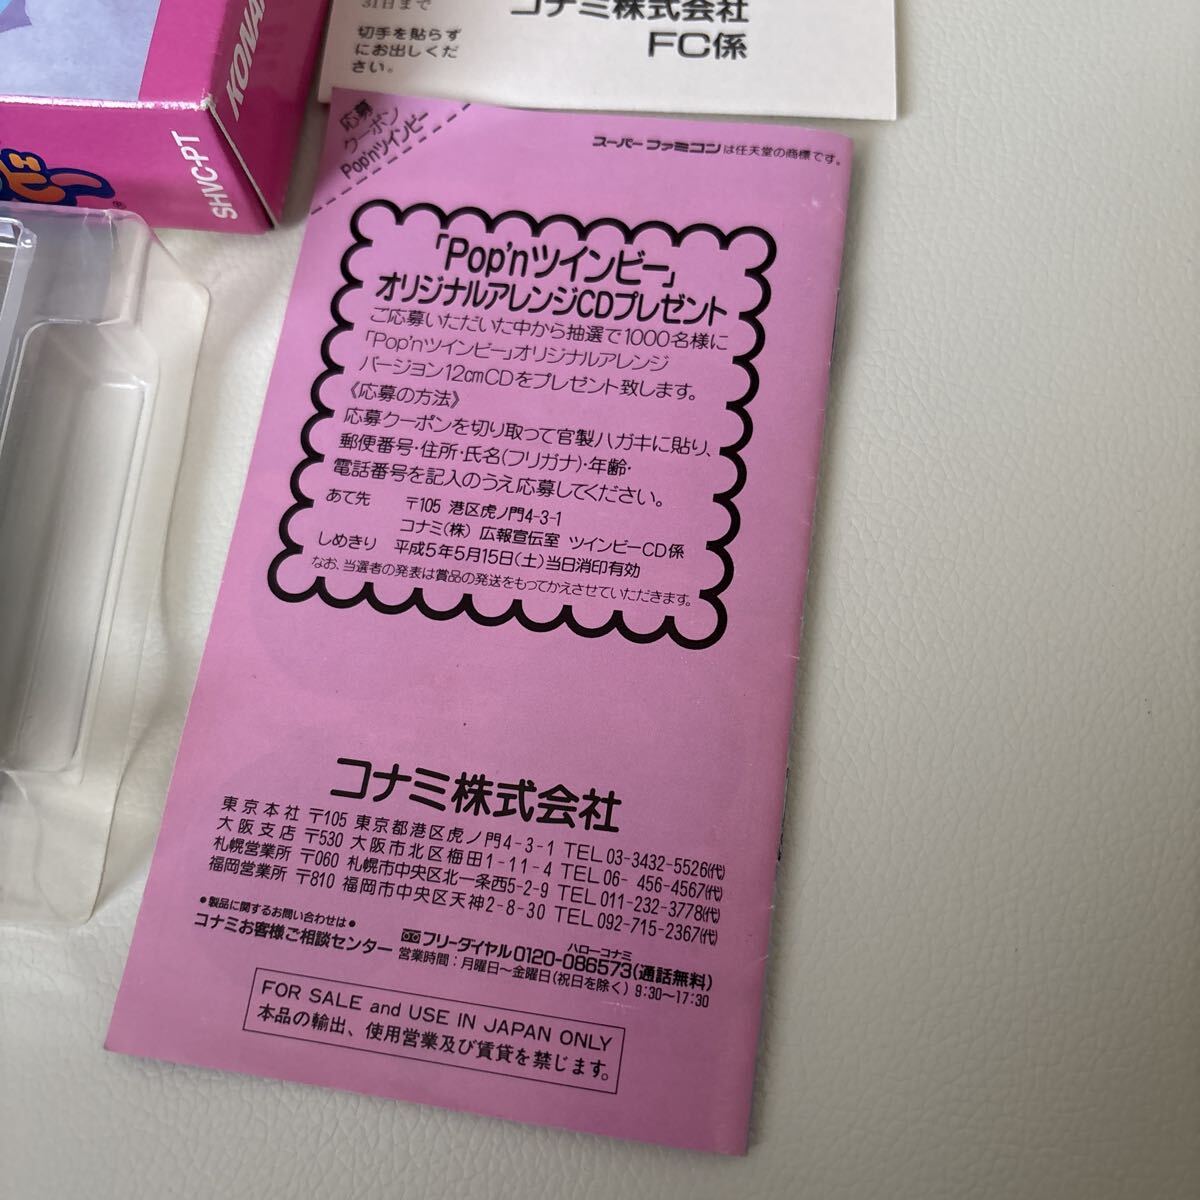 31日まで
コナミ株式会社
FC係
切手を貼らず
にお出しくだ
さい。
KONA
SHVC-PT
®
応募
クーポン
Pop'nツインビー
スーパーファミコンは任天堂の商標です。
「Pop'nツインビー」
オリジナルアレンジCDプレゼント
ご応募いただいた中から抽選で1000名様に
「Pop'nツインビー」オリジナルアレンジ
バージョン12cmCDをプレゼント致します。
《応募の方法》
応募クーポンを切り取って官製ハガキに貼り、
郵便番号・住所・氏名(フリガナ)・年齢・
電話番号を記入のうえ応募してください。
あて先 〒105 港区虎ノ門4-3-1
コナミ(株) 広報宣伝室 ツインビーCD係
しめきり 平成5年5月15日(土)当日消印有効
なお、当選者の発表は賞品の発送をもってかえさせていただきます。
コナミ株式会社
東京本社 〒105 東京都港区虎ノ門4-3-1 TEL 03-3432-5526(代)
大阪支店 〒530 大阪市北区梅田1-11-4 TEL 06- 456-4567(代)
札幌営業所 〒060 札幌市中央区北一条西5-2-9 TEL 011-232-3778(代)
福岡営業所 〒810 福岡市中央区天神2-8-30 TEL 092-715-2367(代)
●製品に関するお問い合わせは●
コナミお客様ご相談センター
ハローコナミ
フリーダイヤル0120-086573(通話無料)
営業時間：月曜日〜金曜日(祝日を除く) 9:30〜17:30
FOR SALE and USE IN JAPAN ONLY
本品の輸出、使用営業及び賃貸を禁じます。